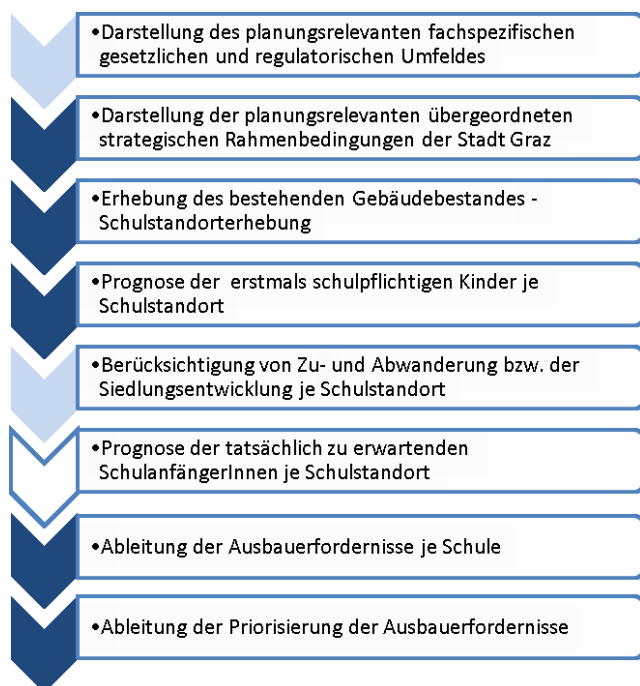 •Darstellung des planungsrelevanten fachspezifischen
gesetzlichen und regulatorischen Umfeldes
•Darstellung der planungsrelevanten übergeordneten
strategischen Rahmenbedingungen der Stadt Graz
•Erhebung des bestehenden Gebäudebestandes -
Schulstandorterhebung
•Prognose der erstmals schulpflichtigen Kinder je
Schulstandort
•Berücksichtigung von Zu- und Abwanderung bzw. der
Siedlungsentwicklung je Schulstandort
•Prognose der tatsächlich zu erwartenden
SchulanfängerInnen je Schulstandort
•Ableitung der Ausbauerfordernisse je Schule
•Ableitung der Priorisierung der Ausbauerfordernisse